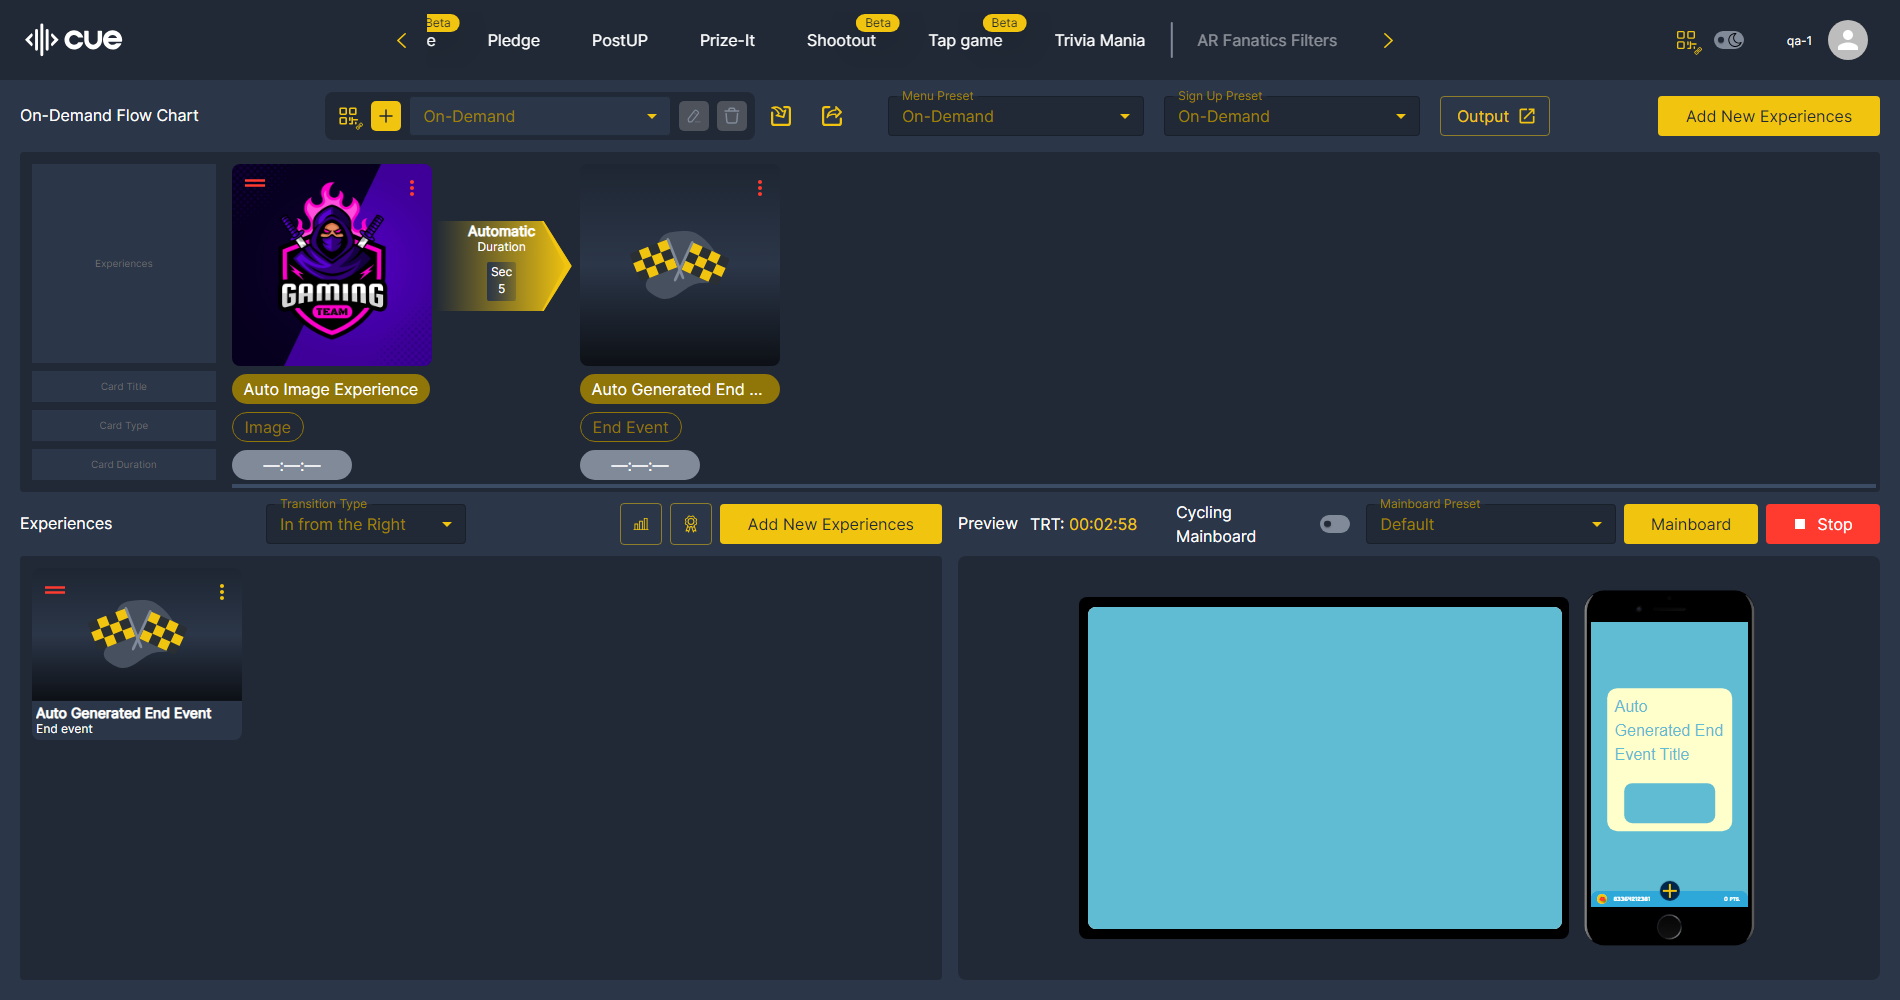 cue
Beta
e
Pledge
PostUP
Prize-It
Beta
Shootout
Beta
Tap game
Trivia Mania
AR Fanatics Filters
qa-1
On-Demand Flow Chart
On-Demand
Menu Preset
On-Demand
Sign Up Preset
On-Demand
Output
Add New Experiences
Experiences
Card Title
Card Type
Card Duration
GAMING
TEAM
Auto Image Experience
Image
—:—:—
Automatic
Duration
Sec
5
Auto Generated End ...
End Event
—:—:—
Experiences
Transition Type
In from the Right
Add New Experiences
Preview
TRT: 00:02:58
Cycling
Mainboard
Mainboard Preset
Default
Mainboard
Stop
Auto Generated End Event
End event
Auto
Generated End
Event Title
0 PTS.